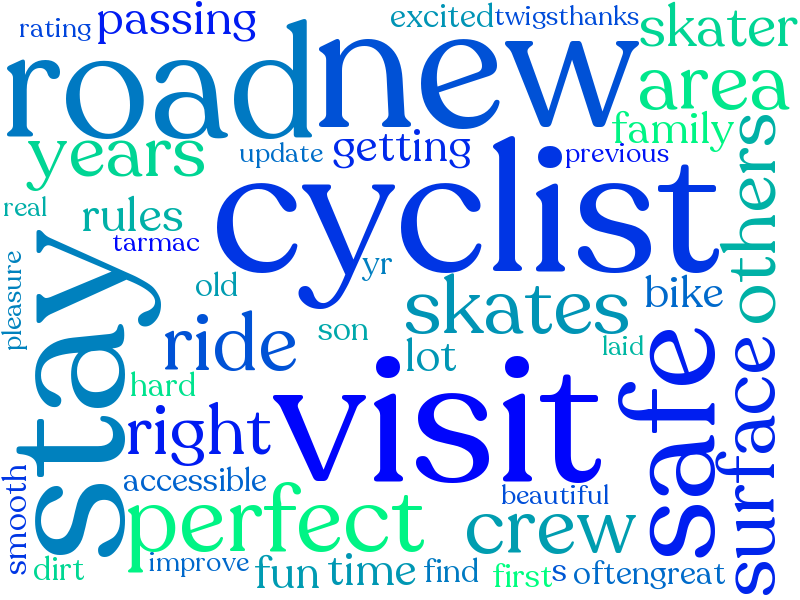 rating
passing
excited
twigsthanks
skater
road
new
area
family
years
update
getting
previous
others
real
rules
tarmac
cyclist
yr
pleasure
old
skates
bike
stay
ride
son
lot
laid
hard
safe
right
visit
surface
smooth
accessible
beautiful
perfect
crew
dirt
improve
fun
time
find
first
s
oftengreat